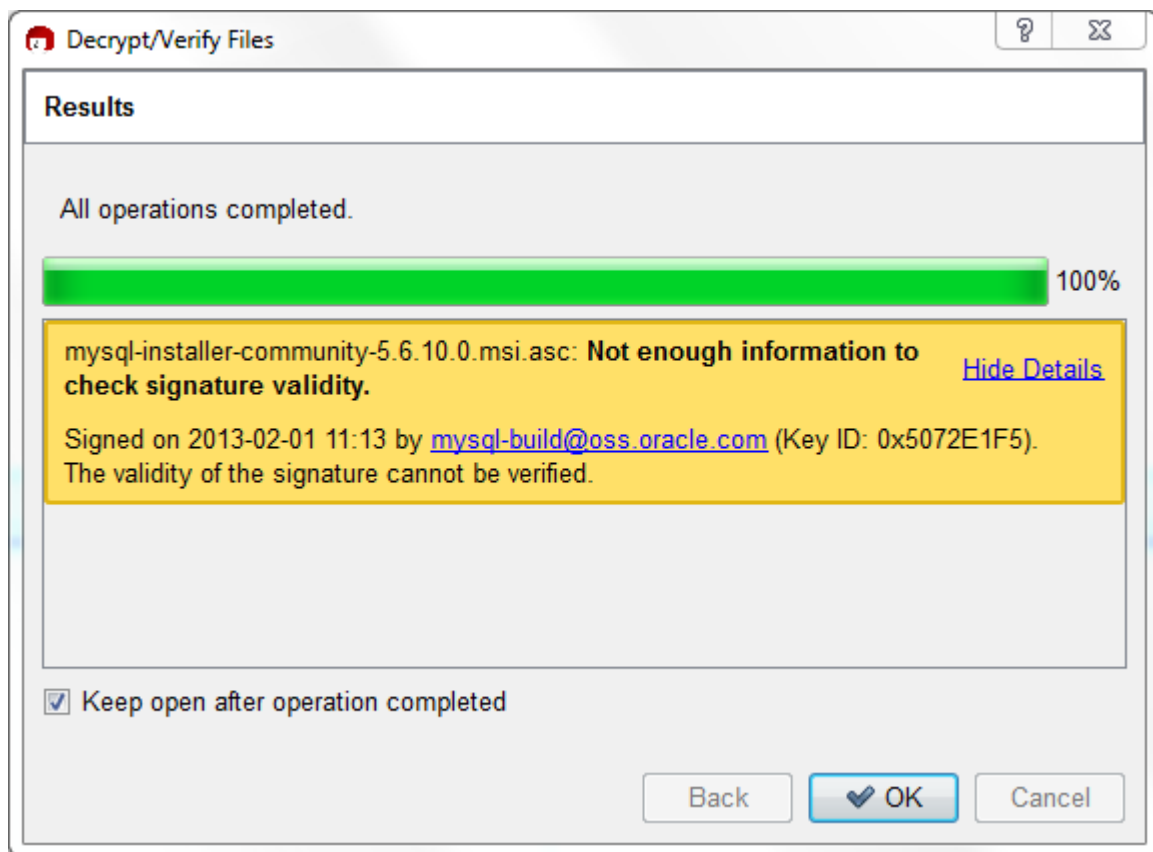 Decrypt/Verify Files
Results
All operations completed.
100%
mysql-installer-community-5.6.10.0.msi.asc: Not enough information to
check signature validity.
Hide Details
Signed on 2013-02-01 11:13 by mysql-build@oss.oracle.com (Key ID: 0x5072E1F5).
The validity of the signature cannot be verified.
Keep open after operation completed
Back
OK
Cancel